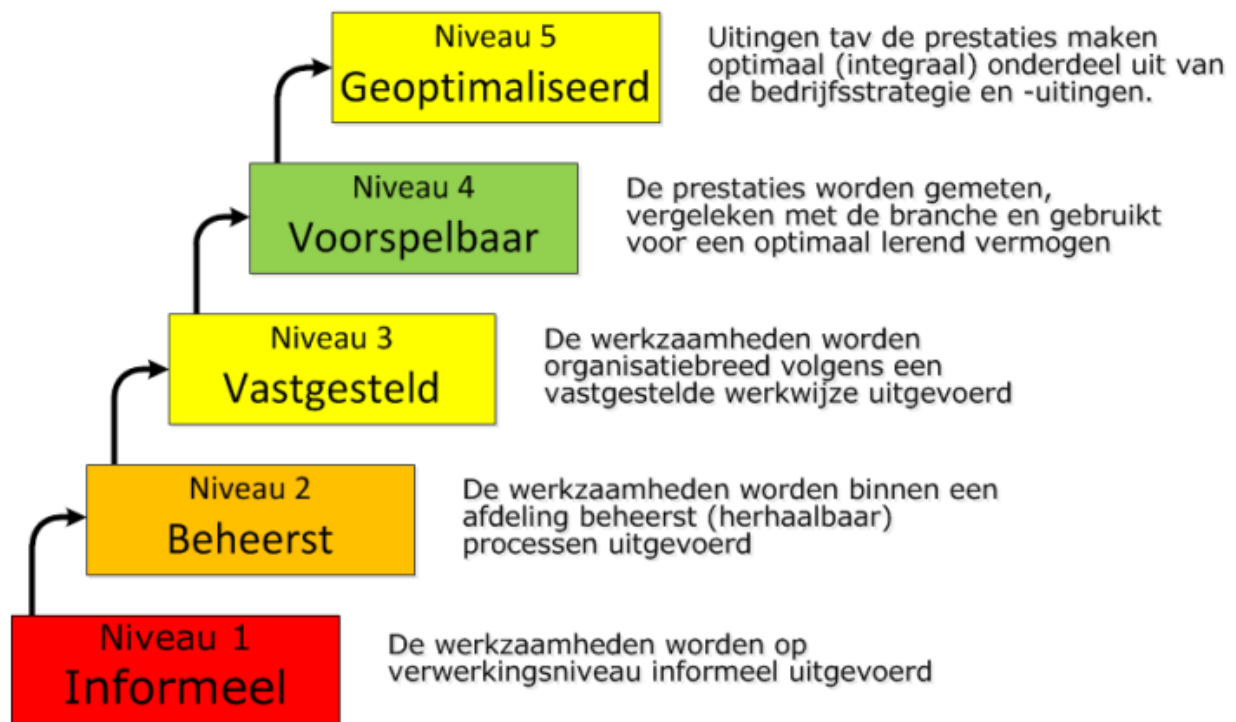 Niveau 5
Geoptimaliseerd
Uitingen tav de prestaties maken
optimaal (integraal) onderdeel uit van
de bedrijfsstrategie en -uitingen.
Niveau 4
Voorspelbaar
De prestaties worden gemeten,
vergeleken met de branche en gebruikt
voor een optimaal lerend vermogen
Niveau 3
Vastgesteld
De werkzaamheden worden
organisatiebreed volgens een
vastgestelde werkwijze uitgevoerd
Niveau 2
Beheerst
De werkzaamheden worden binnen een
afdeling beheerst (herhaalbaar)
processen uitgevoerd
Niveau 1
Informeel
De werkzaamheden worden op
verwerkingsniveau informeel uitgevoerd